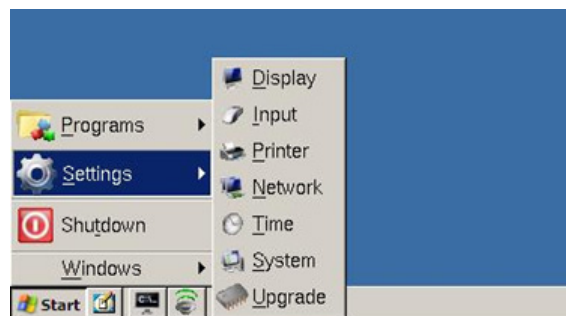 Programs
Settings
Shutdown
Windows
Start
Display
Input
Printer
Network
Time
System
Upgrade